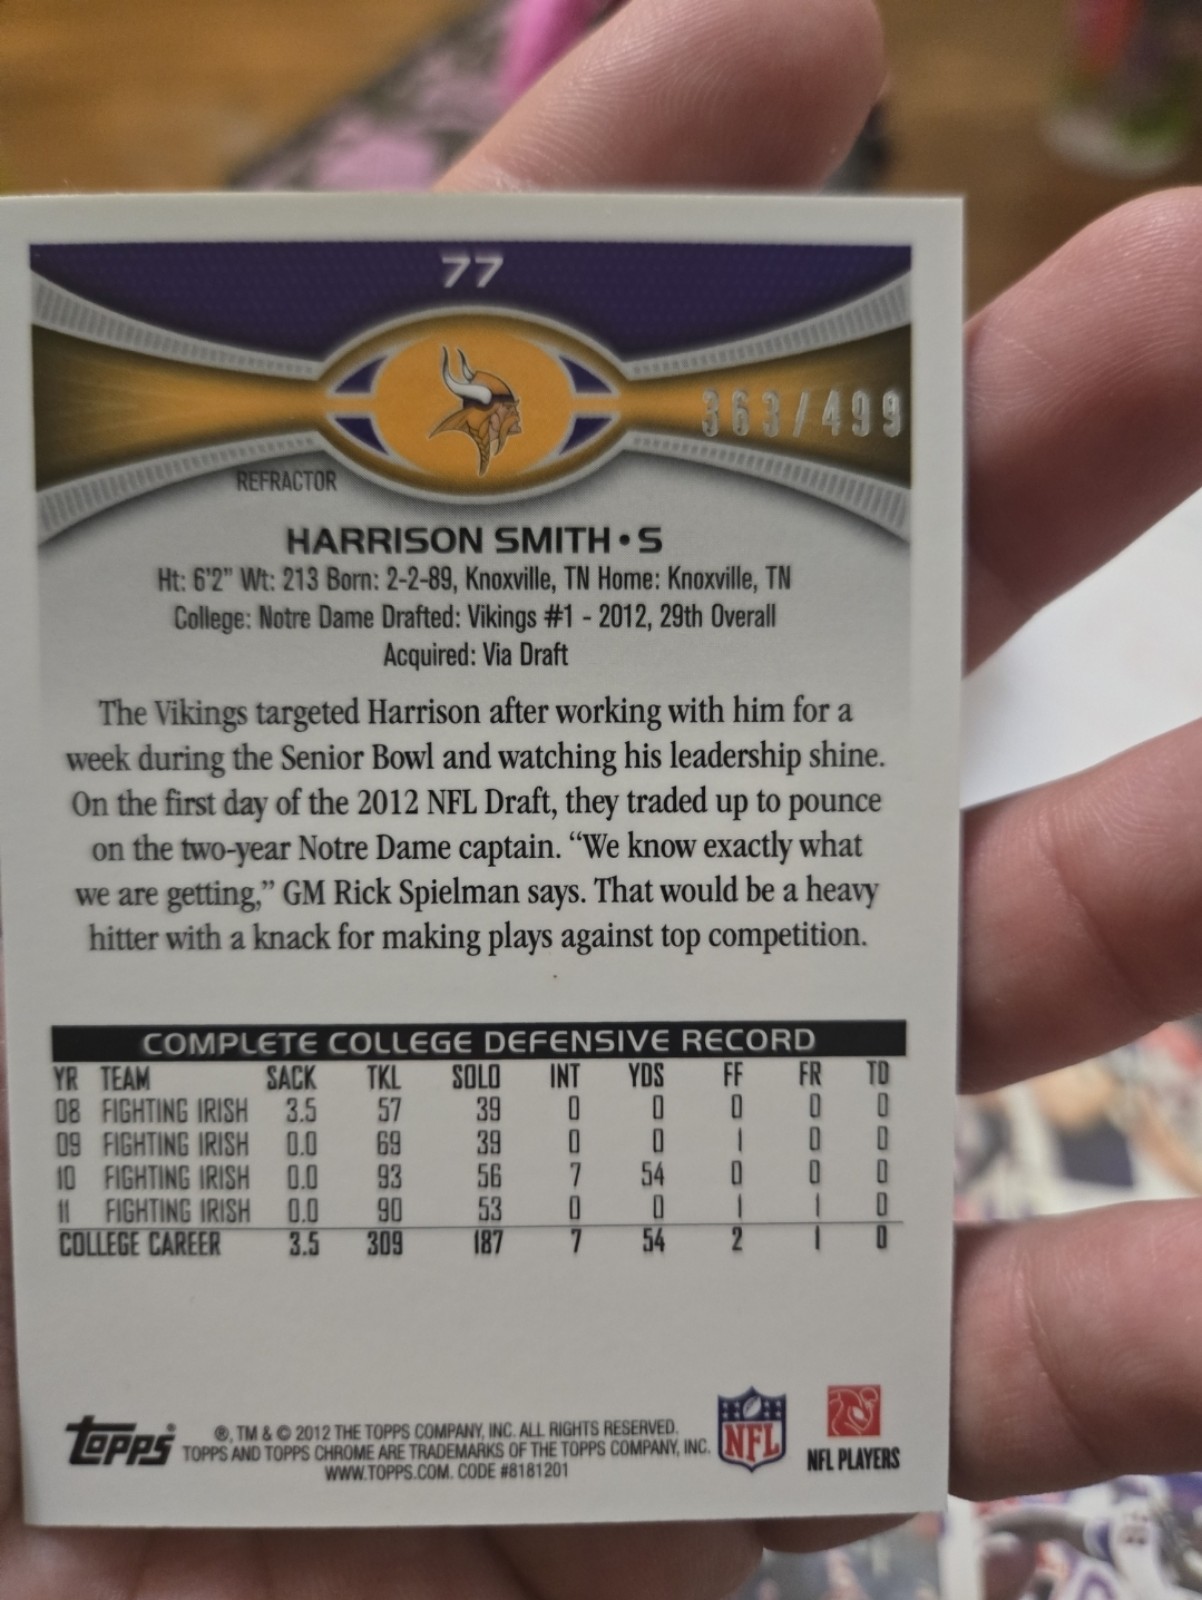 77
363/499
REFRACTOR
HARRISON SMITH • S
Ht: 6'2" Wt: 213 Born: 2-2-89, Knoxville, TN Home: Knoxville, TN
College: Notre Dame Drafted: Vikings #1 - 2012, 29th Overall
Acquired: Via Draft
The Vikings targeted Harrison after working with him for a
week during the Senior Bowl and watching his leadership shine.
On the first day of the 2012 NFL Draft, they traded up to pounce
on the two-year Notre Dame captain. “We know exactly what
we are getting,” GM Rick Spielman says. That would be a heavy
hitter with a knack for making plays against top competition.
COMPLETE COLLEGE DEFENSIVE RECORD
YR TEAM SACK TKL SOLO INT YDS FF FR TD
08 FIGHTING IRISH 3.5 57 39 0 0 0 0 0
09 FIGHTING IRISH 0.0 69 39 0 0 1 0 0
10 FIGHTING IRISH 0.0 93 56 7 54 0 0 0
11 FIGHTING IRISH 0.0 90 53 0 0 1 1 0
COLLEGE CAREER 3.5 309 187 7 54 2 1 0
Topps®
®, TM & © 2012 THE TOPPS COMPANY, INC. ALL RIGHTS RESERVED.
TOPPS AND TOPPS CHROME ARE TRADEMARKS OF THE TOPPS COMPANY, INC.
WWW.TOPPS.COM. CODE #8181201
NFL
NFL PLAYERS